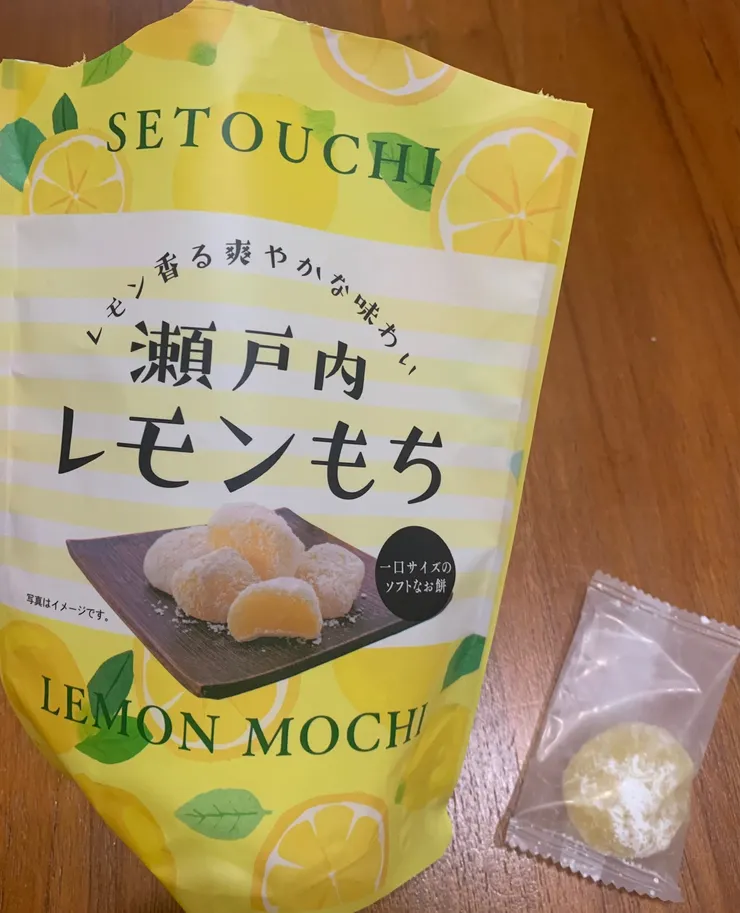 SETOUCHI
レモン香る爽やかな味わい
瀬戸内
レモンもち
一口サイズの
ソフトなお餅
写真はイメージです。
LEMON MOCHI